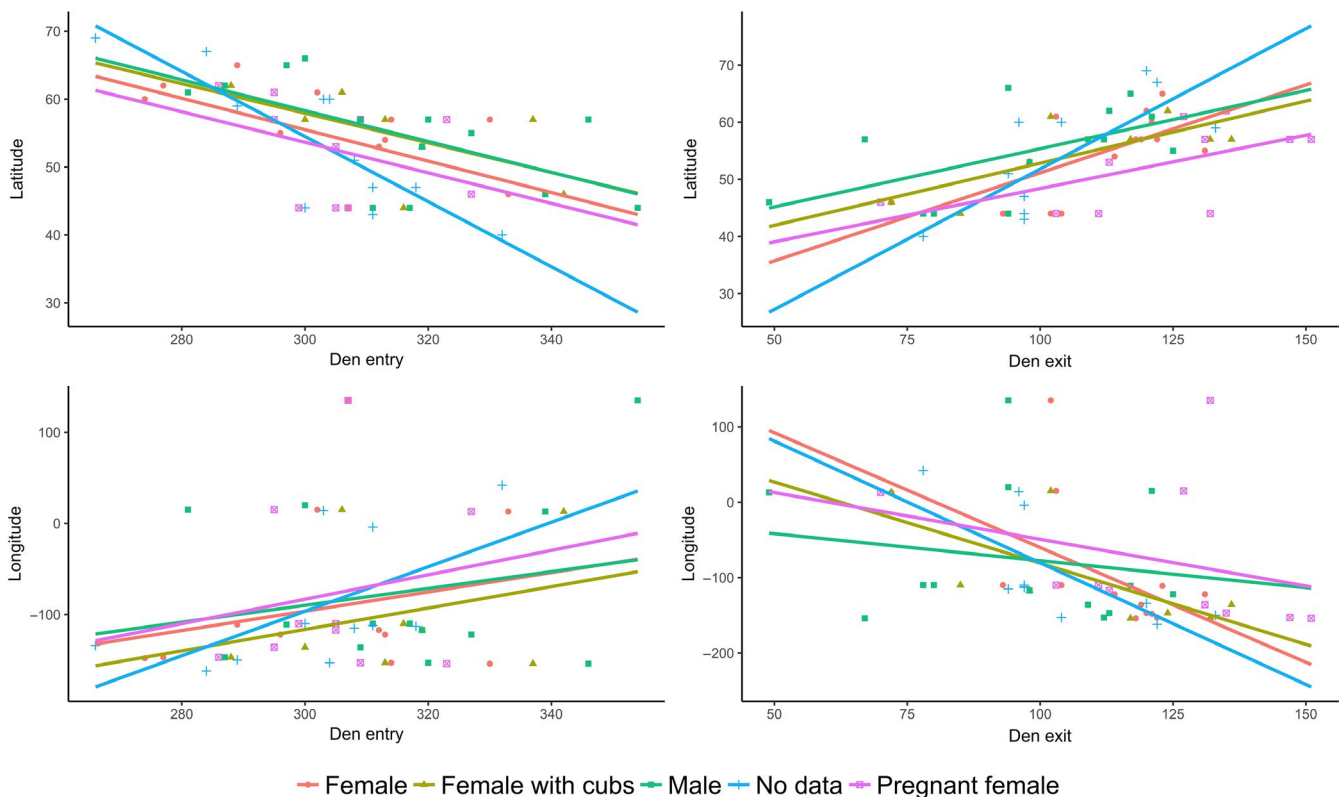 70
60
50
40
30
Latitude
280 300 320 340
Den entry
70
60
50
40
30
Latitude
50 75 100 125 150
Den exit
100
0
−100
Longitude
280 300 320 340
Den entry
100
0
−100
−200
Longitude
50 75 100 125 150
Den exit
Female Female with cubs Male No data Pregnant female